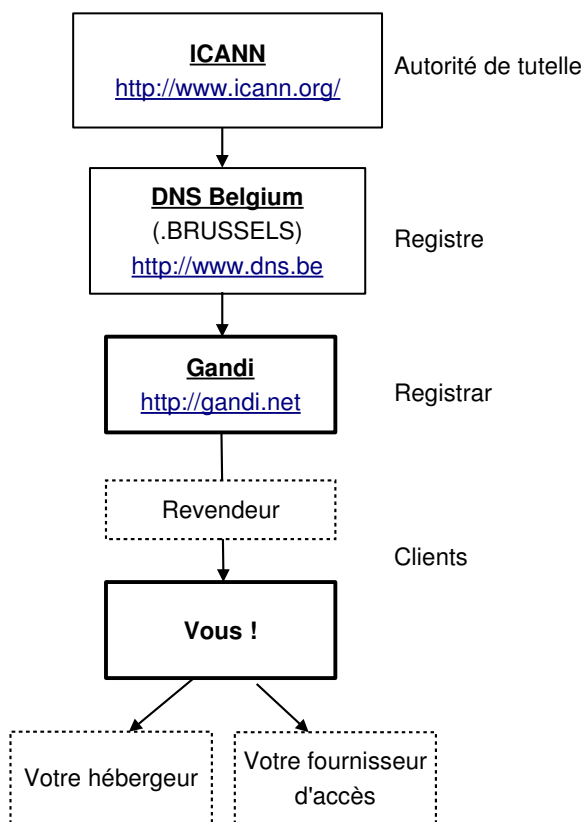 ICANN
http://www.icann.org/
Autorité de tutelle
DNS Belgium
(.BRUSSELS)
http://www.dns.be
Registre
Gandi
http://gandi.net
Registrar
Revendeur
Clients
Vous !
Votre hébergeur
Votre fournisseur
d'accès